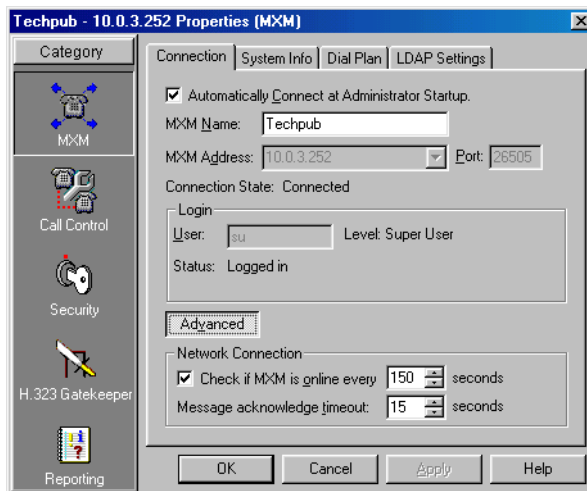 Techpub - 10.0.3.252 Properties (MXM)
Category
MXM
Call Control
Security
H.323 Gatekeeper
Reporting
Connection System Info Dial Plan LDAP Settings
Automatically Connect at Administrator Startup.
MXM Name: Techpub
MXM Address: 10.0.3.252 Port: 26505
Connection State: Connected
Login
User: su Level: Super User
Status: Logged in
Advanced
Network Connection
Check if MXM is online every 150 seconds
Message acknowledge timeout: 15 seconds
OK Cancel Apply Help